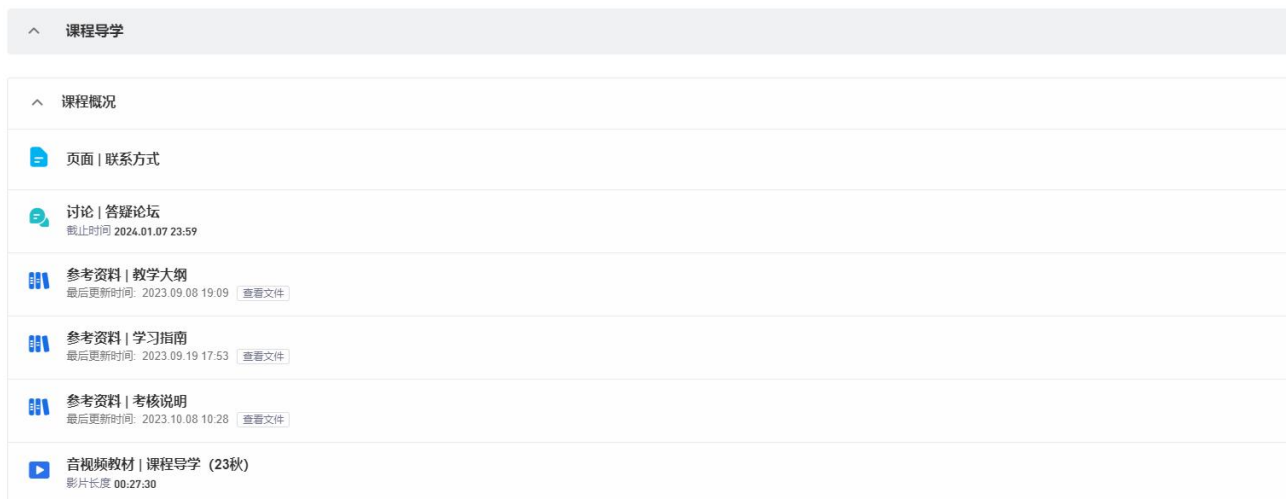 课程导学
课程概况
页面 | 联系方式
讨论 | 答疑论坛
截止时间 2024.01.07 23:59
参考资料 | 教学大纲
最后更新时间: 2023.09.08 19:09 查看文件
参考资料 | 学习指南
最后更新时间: 2023.09.19 17:53 查看文件
参考资料 | 考核说明
最后更新时间: 2023.10.08 10:28 查看文件
音视频教材 | 课程导学（23秋）
影片长度 00:27:30